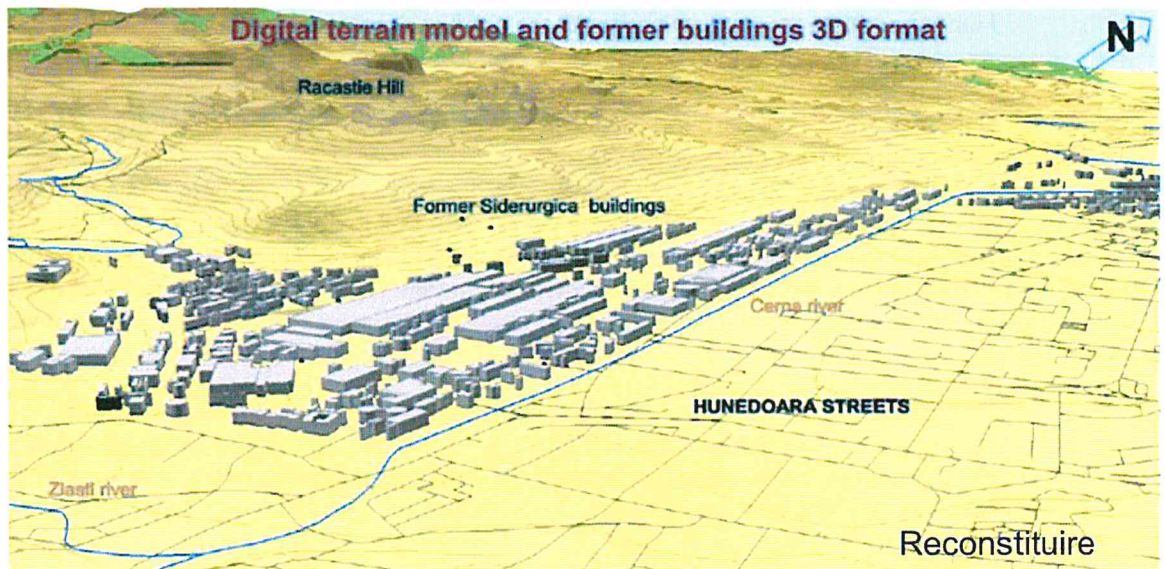 Digital terrain model and former buildings 3D format
N
Racastie Hill
Former Siderurgica buildings
Cerna river
HUNEDOARA STREETS
Zlasti river
Reconstituire